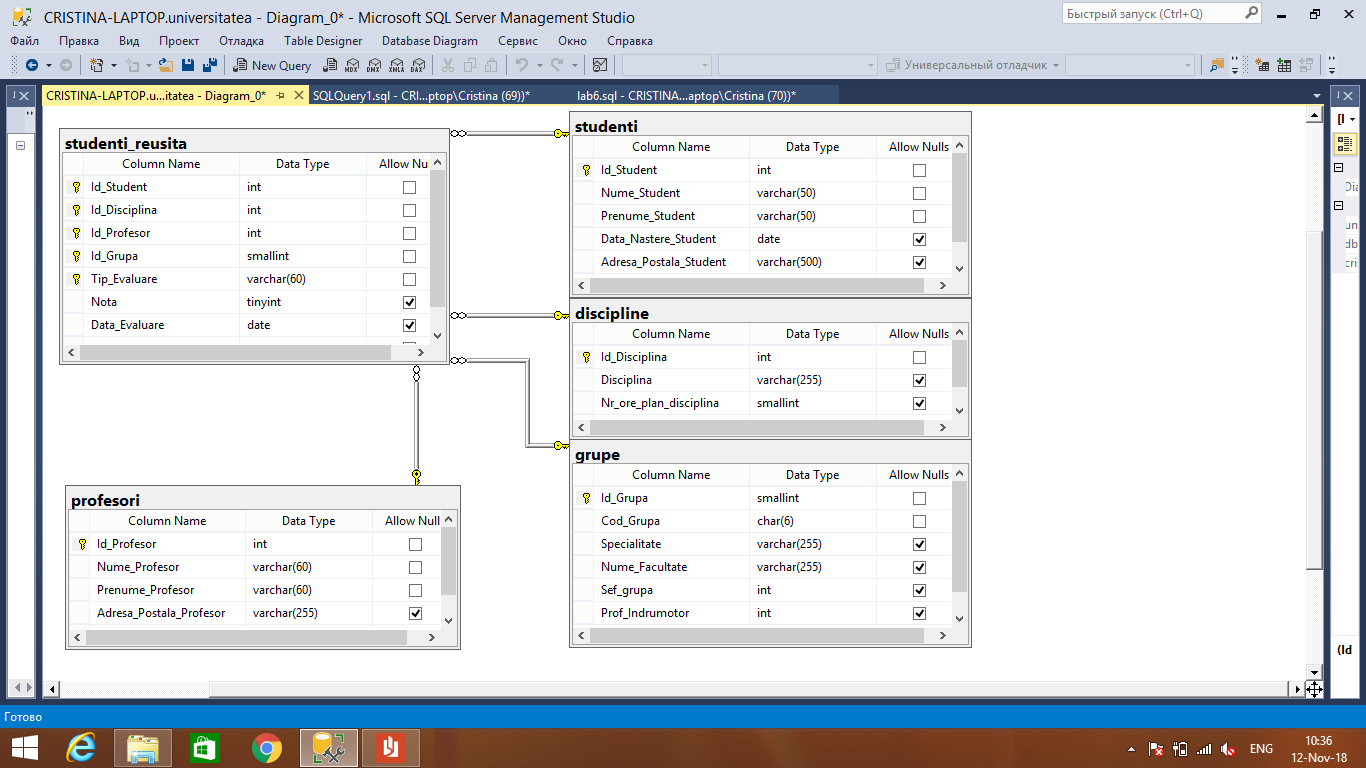 CRISTINA-LAPTOP.universitatea - Diagram_0* - Microsoft SQL Server Management Studio
Быстрый запуск (Ctrl+Q)
Файл Правка Вид Проект Отладка Table Designer Database Diagram Сервис Окно Справка
New Query MDX DMX XMLA DAX Универсальный отладчик
CRISTINA-LAPTOP.u...itatea - Diagram_0* SQLQuery1.sql - CRI...ptop\Cristina (69))* lab6.sql - CRISTINA...aptop\Cristina (70))*
studenti_reusita
Column Name Data Type Allow Nu
Id_Student int
Id_Disciplina int
Id_Profesor int
Id_Grupa smallint
Tip_Evaluare varchar(60)
Nota tinyint
Data_Evaluare date
studenti
Column Name Data Type Allow Nulls
Id_Student int
Nume_Student varchar(50)
Prenume_Student varchar(50)
Data_Nastere_Student date
Adresa_Postala_Student varchar(500)
discipline
Column Name Data Type Allow Nulls
Id_Disciplina int
Disciplina varchar(255)
Nr_ore_plan_disciplina smallint
grupe
Column Name Data Type Allow Nulls
Id_Grupa smallint
Cod_Grupa char(6)
Specialitate varchar(255)
Nume_Facultate varchar(255)
Sef_grupa int
Prof_Indrumotor int
profesori
Column Name Data Type Allow Null
Id_Profesor int
Nume_Profesor varchar(60)
Prenume_Profesor varchar(60)
Adresa_Postala_Profesor varchar(255)
[I
Dia
un
db
cris
(Id
Готово
ENG
10:36
12-Nov-18